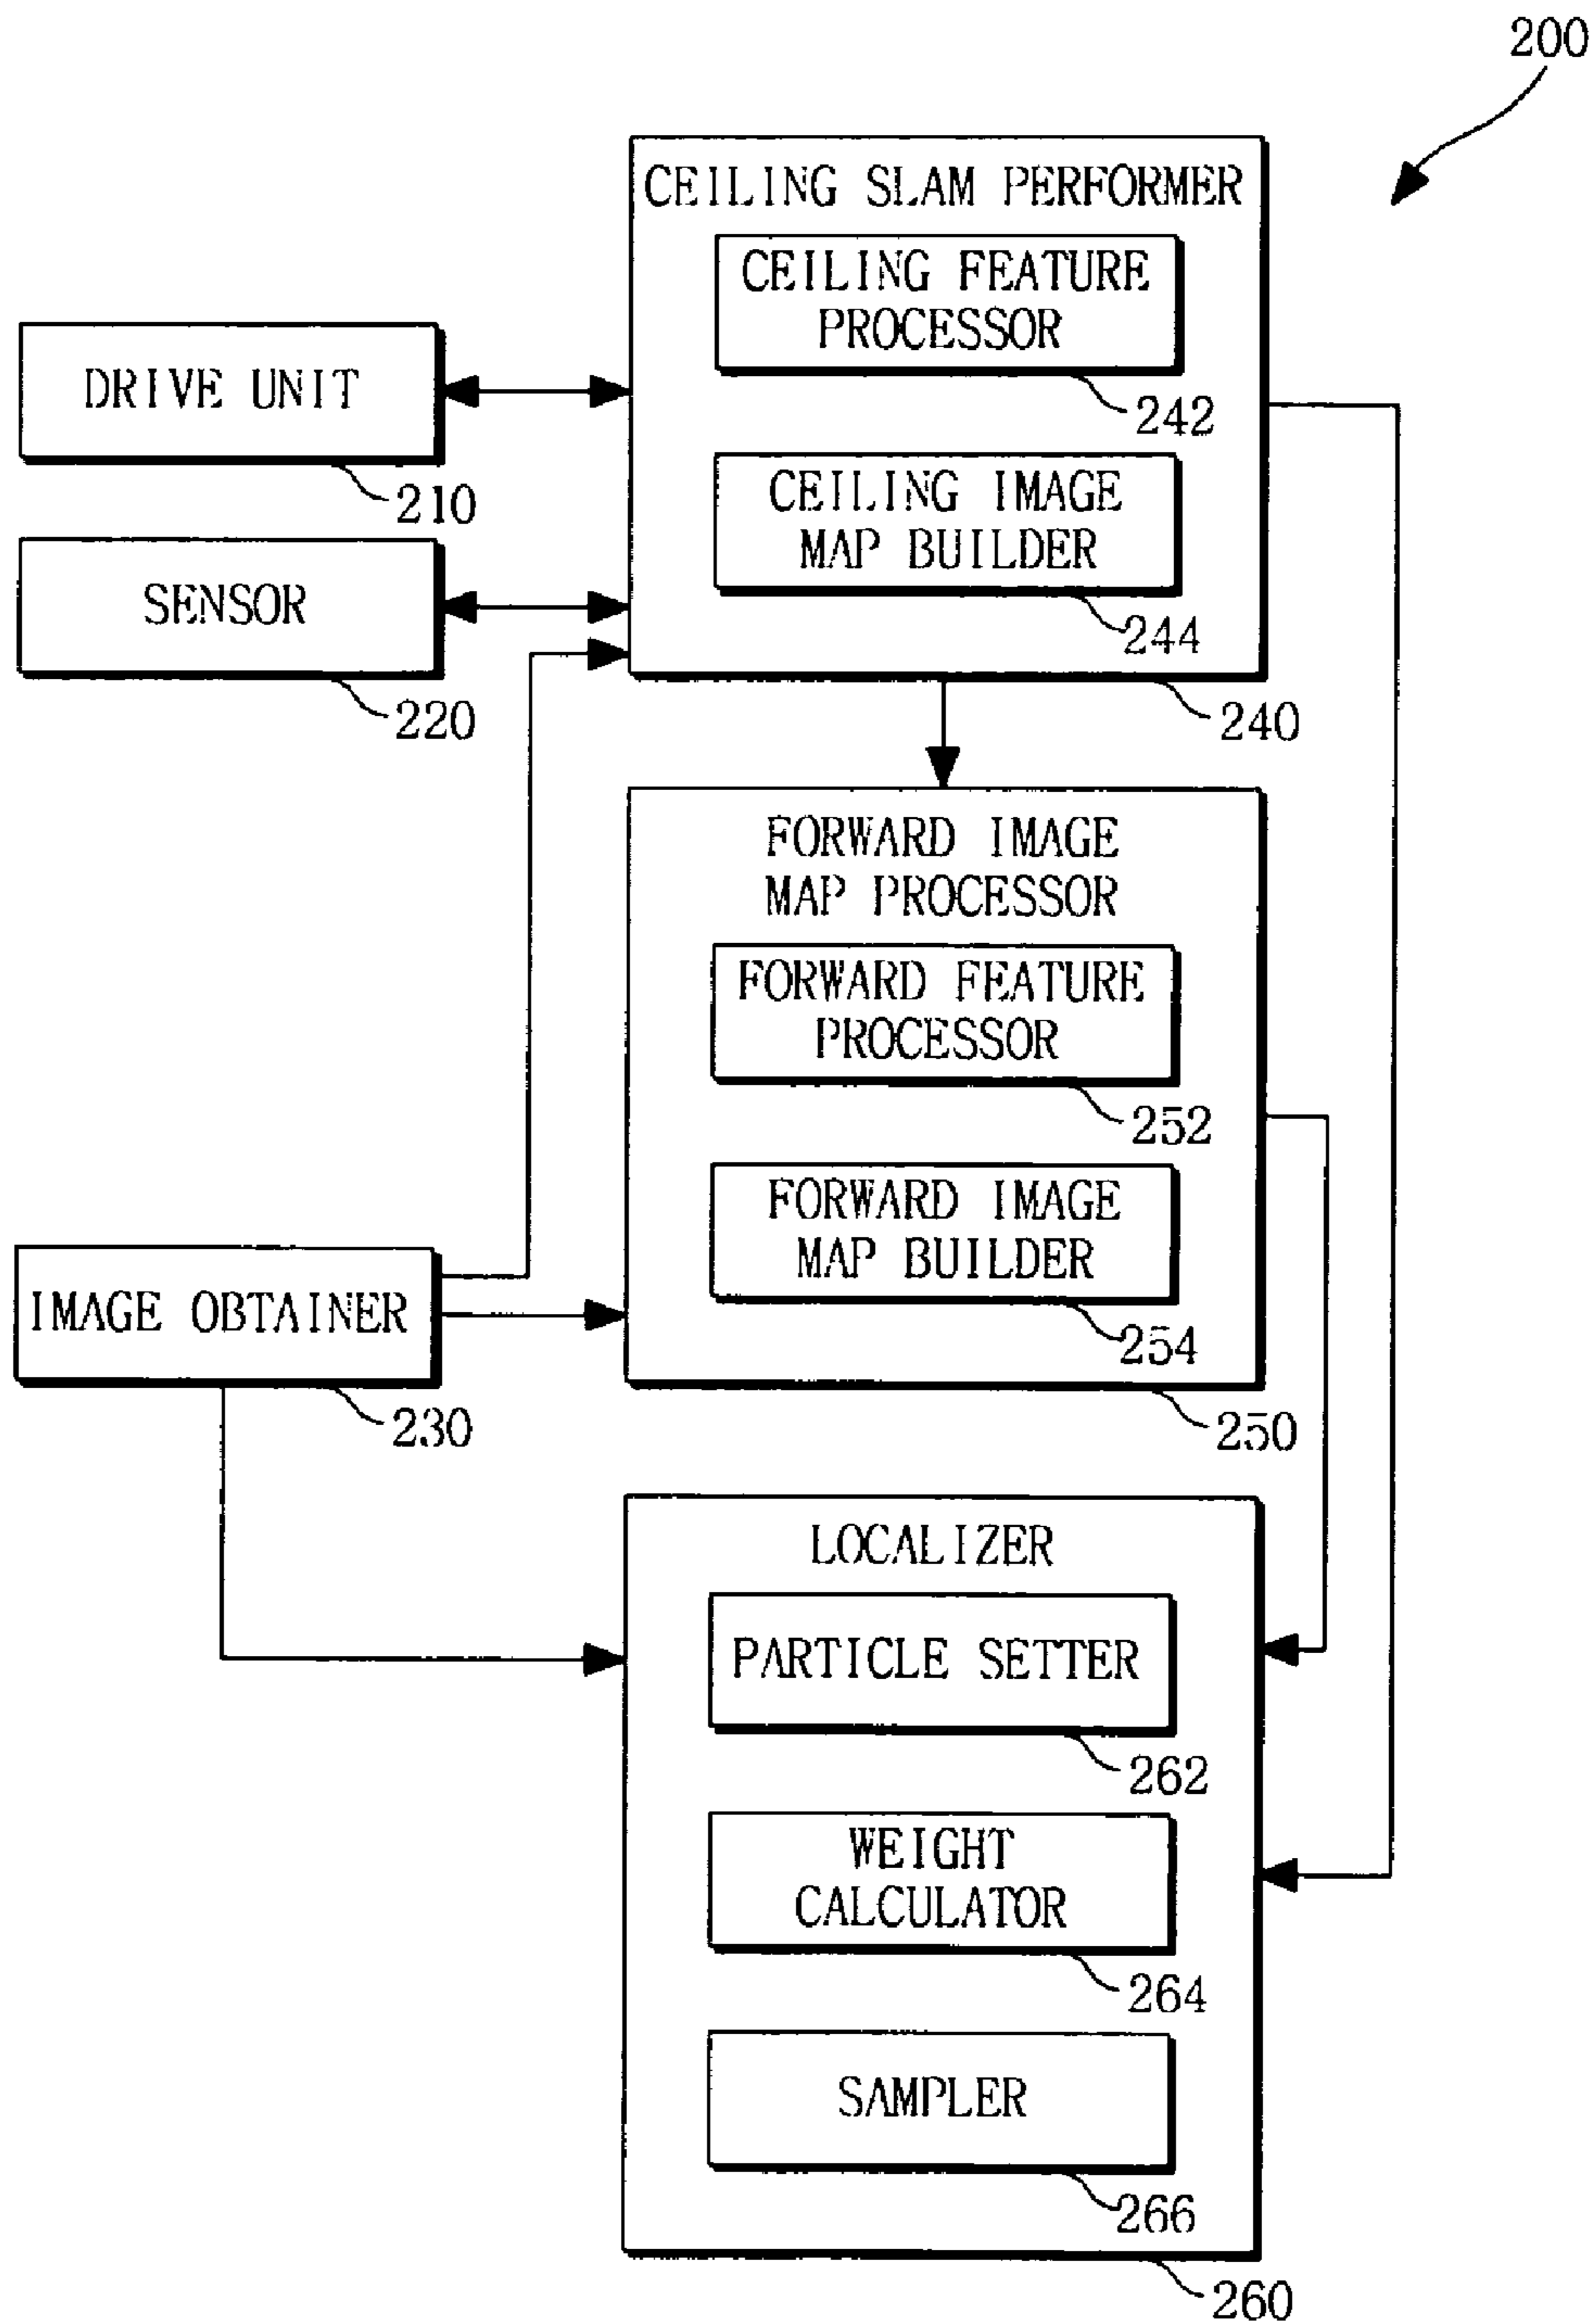 200
CEILING SLAM PERFORMER
CEILING FEATURE
PROCESSOR
242
CEILING IMAGE
MAP BUILDER
244
240
DRIVE UNIT
210
SENSOR
220
FORWARD IMAGE
MAP PROCESSOR
FORWARD FEATURE
PROCESSOR
252
FORWARD IMAGE
MAP BUILDER
254
250
IMAGE OBTAINER
230
LOCALIZER
PARTICLE SETTER
262
WEIGHT
CALCULATOR
264
SAMPLER
266
260